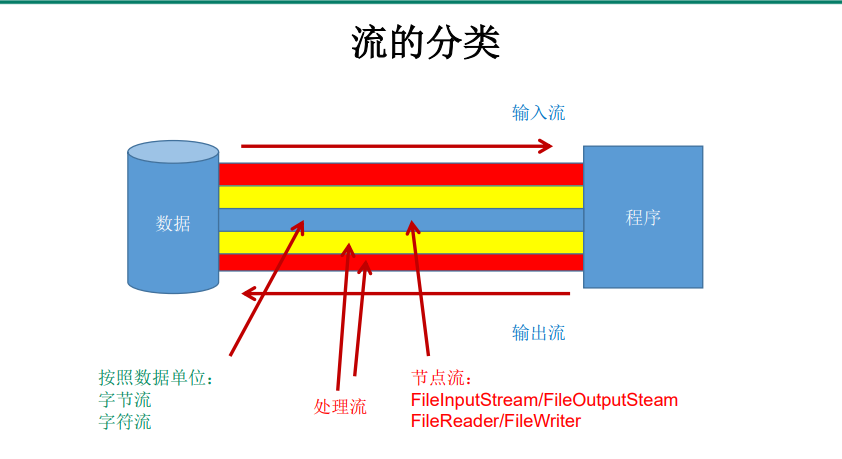 流的分类
输入流
数据
程序
输出流
按照数据单位：
字节流
字符流
处理流
节点流：
FileInputStream/FileOutputSteam
FileReader/FileWriter